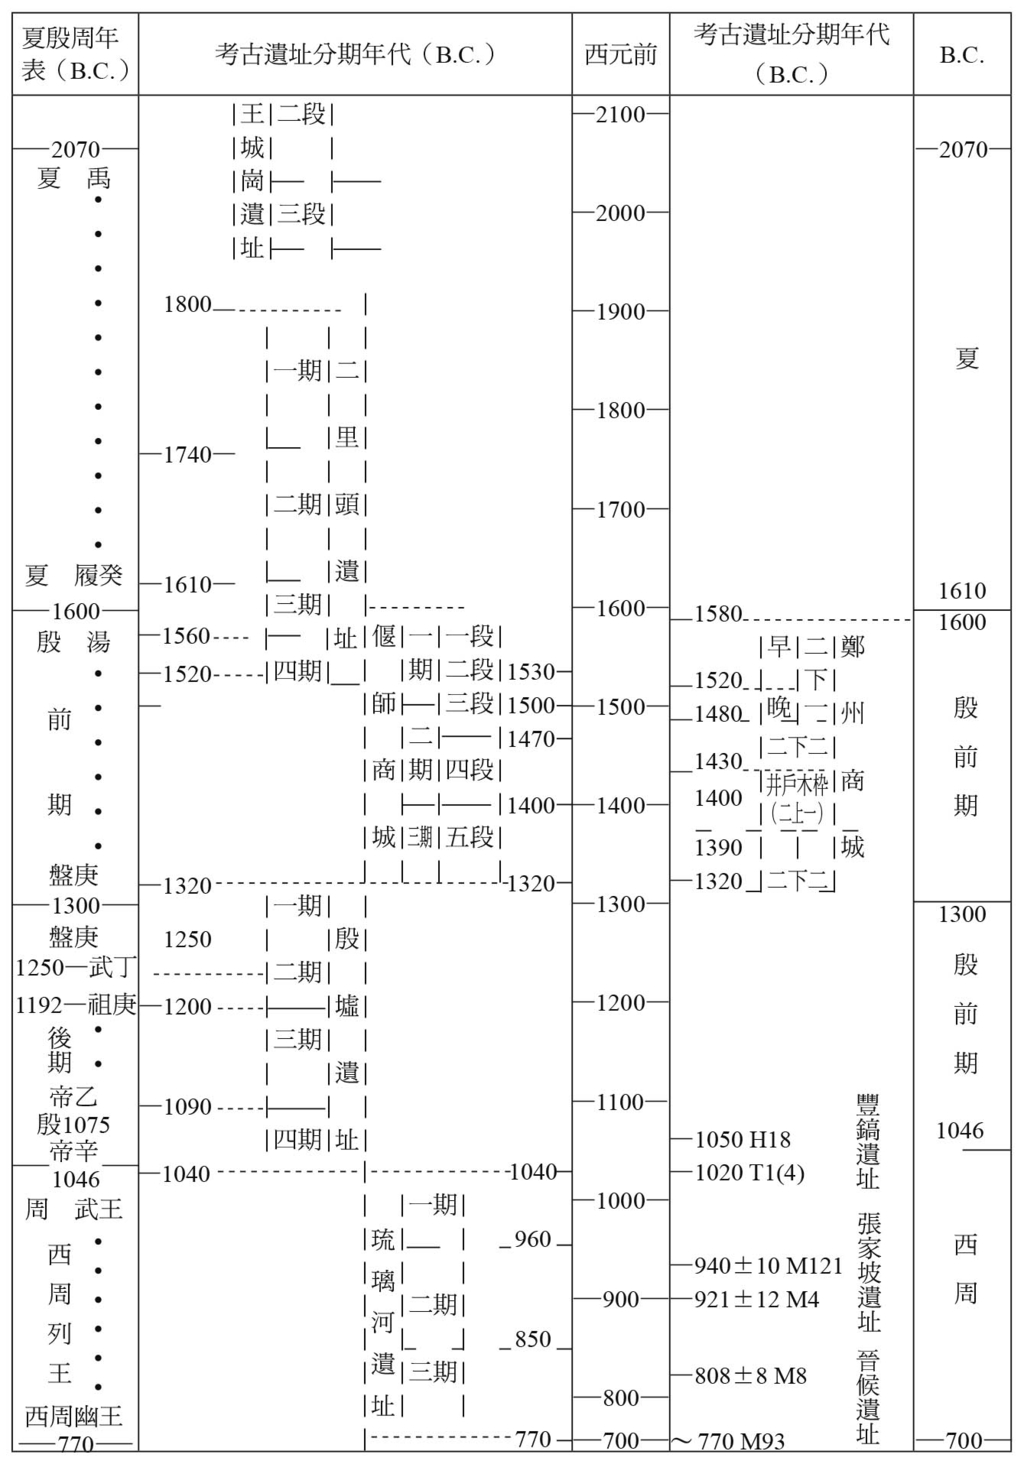 夏殷周年
表（B.C.）
考古遺址分期年代（B.C.）
西元前
考古遺址分期年代
（B.C.）
B.C.
2070
夏　禹
夏　履癸
1600
殷　湯
前
期
盤庚
1300
盤庚
1250—武丁
1192—祖庚
後
期
帝乙
殷1075
帝辛
1046
周　武王
西
周
列
王
西周幽王
770
王城崗遺址
二段
三段
1800
1740
1610
1560
1520
1320
1250
1200
1090
1040
一期
二期
三期
四期
二里頭遺址
偃師商城
一期
二期
三期
一段
二段
三段
四段
五段
1530
1500
1470
1400
1320
一期
二期
三期
四期
殷墟遺址
1040
960
850
770
琉璃河遺址
一期
二期
三期
2100
2000
1900
1800
1700
1600
1500
1400
1300
1200
1100
1000
900
800
700
1580
1520
1480
1430
1400
1390
1320
早
二
下
晚
一
二下二
井戶木桴
（二上一）
二下二
鄭州商城
1050 H18
1020 T1(4)
豐鎬遺址
940±10 M121
921±12 M4
張家坡遺址
808±8 M8
～770 M93
晉候遺址
2070
夏
1610
1600
殷
前
期
1300
殷
前
期
1046
西
周
700